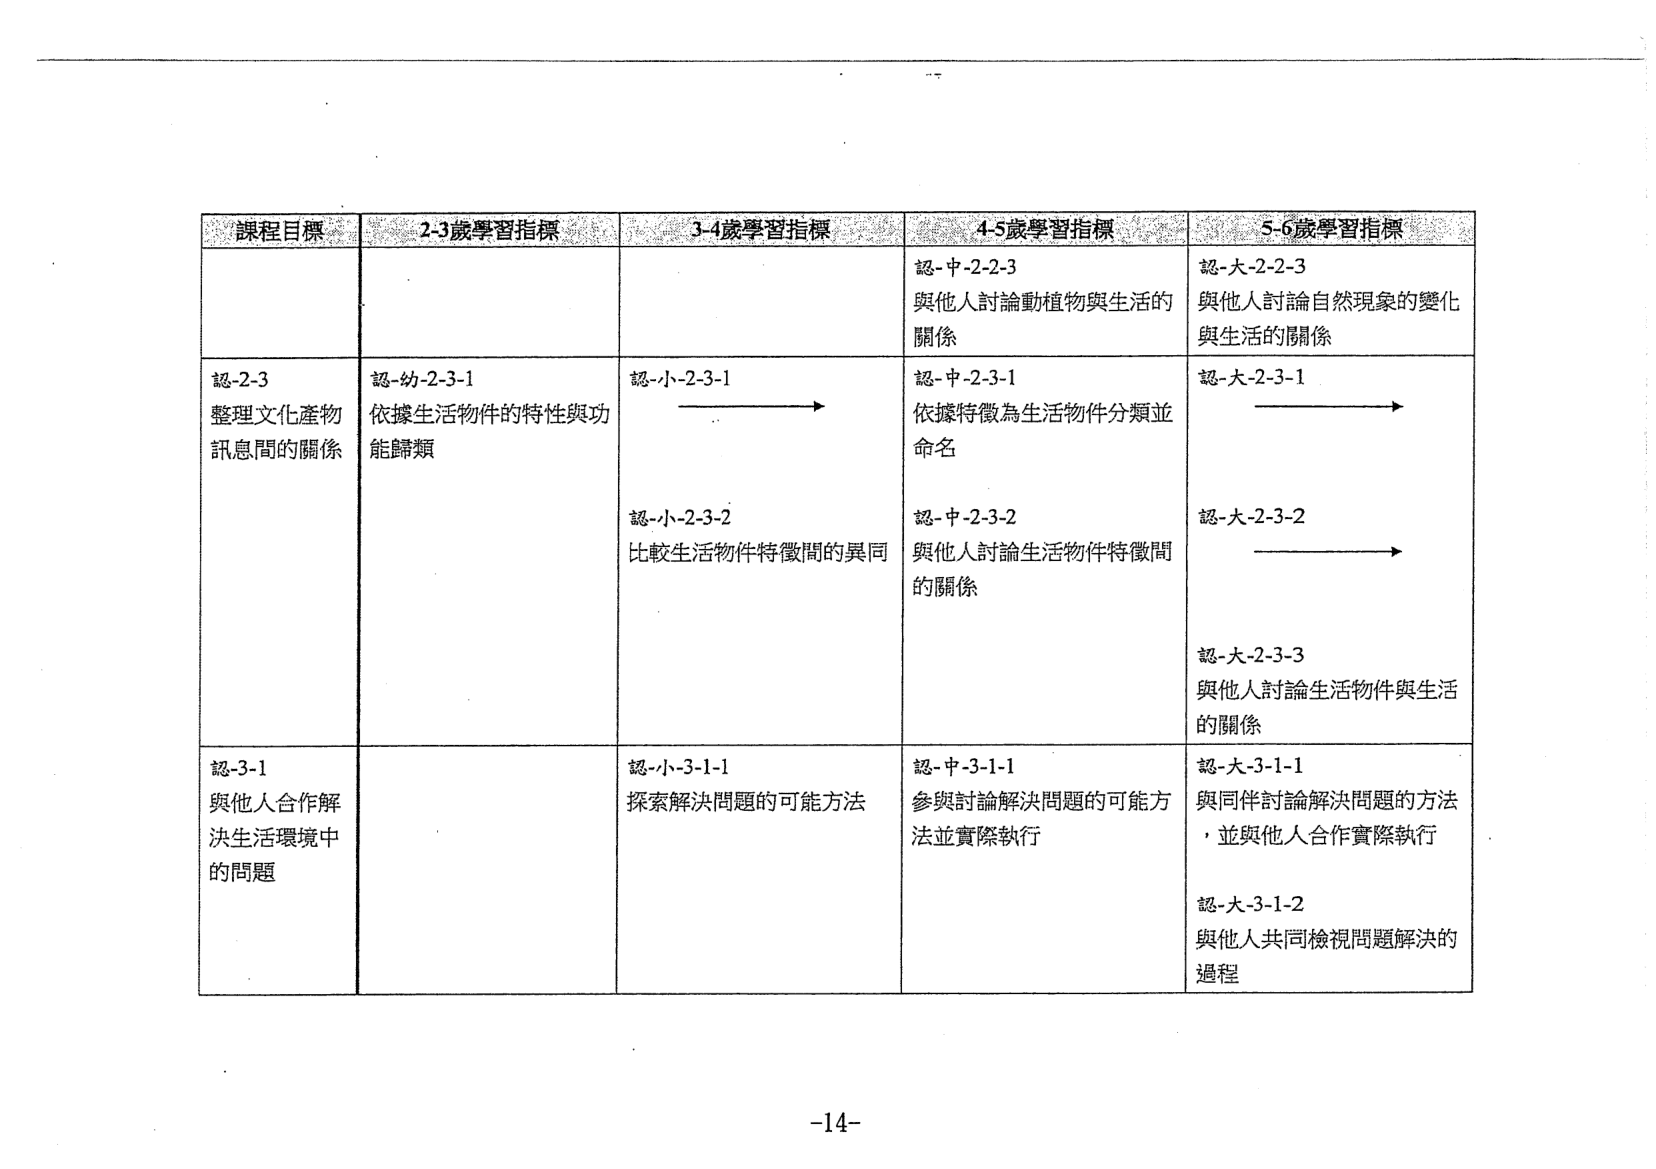 課程目標 2-3歲學習指標 3-4歲學習指標 4-5歲學習指標 5-6歲學習指標
認-中-2-2-3
與他人討論動植物與生活的
關係
認-大-2-2-3
與他人討論自然現象的變化
與生活的關係
認-2-3
整理文化產物
訊息間的關係
認-幼-2-3-1
依據生活物件的特性與功
能歸類
認-小-2-3-1
認-小-2-3-2
比較生活物件特徵間的異同
認-中-2-3-1
依據特徵為生活物件分類並
命名
認-中-2-3-2
與他人討論生活物件特徵間
的關係
認-大-2-3-1
認-大-2-3-2
認-大-2-3-3
與他人討論生活物件與生活
的關係
認-3-1
與他人合作解
決生活環境中
的問題
認-小-3-1-1
探索解決問題的可能方法
認-中-3-1-1
參與討論解決問題的可能方
法並實際執行
認-大-3-1-1
與同伴討論解決問題的方法
，並與他人合作實際執行
認-大-3-1-2
與他人共同檢視問題解決的
過程
-14-